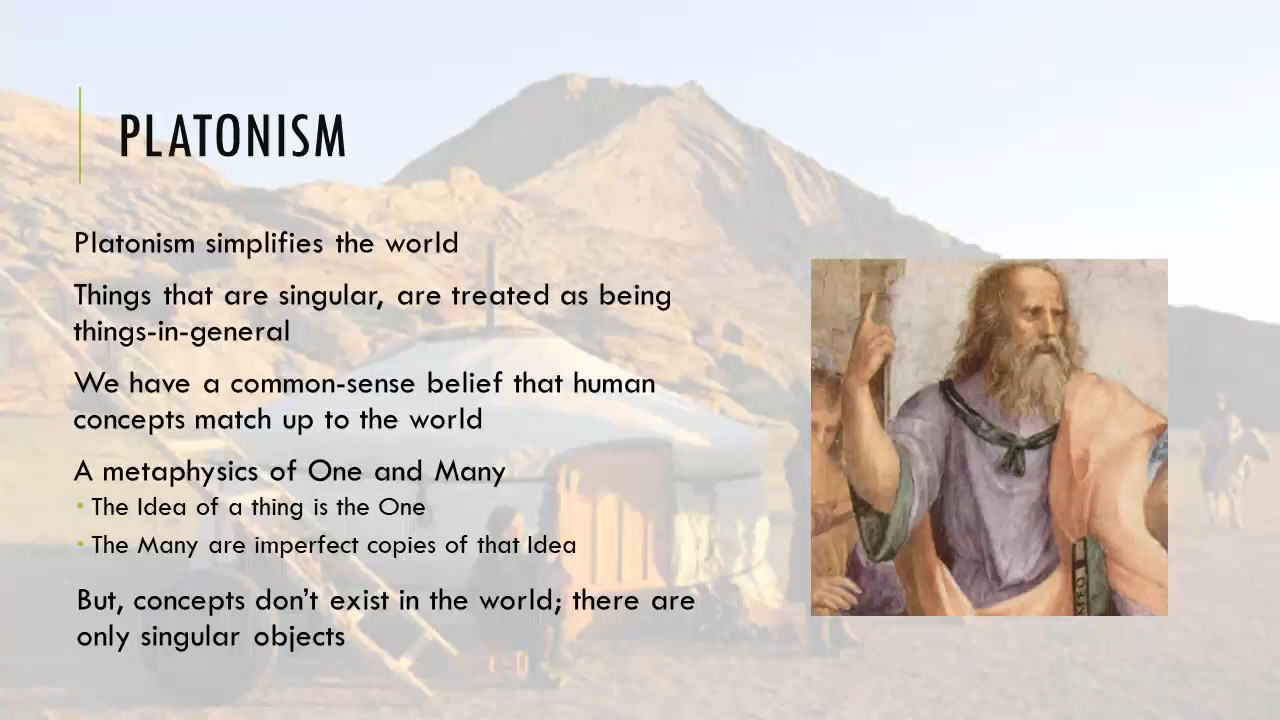 PLATONISM
Platonism simplifies the world
Things that are singular, are treated as being
things-in-general
We have a common-sense belief that human
concepts match up to the world
A metaphysics of One and Many
The Idea of a thing is the One
The Many are imperfect copies of that Idea
But, concepts don’t exist in the world; there are
only singular objects